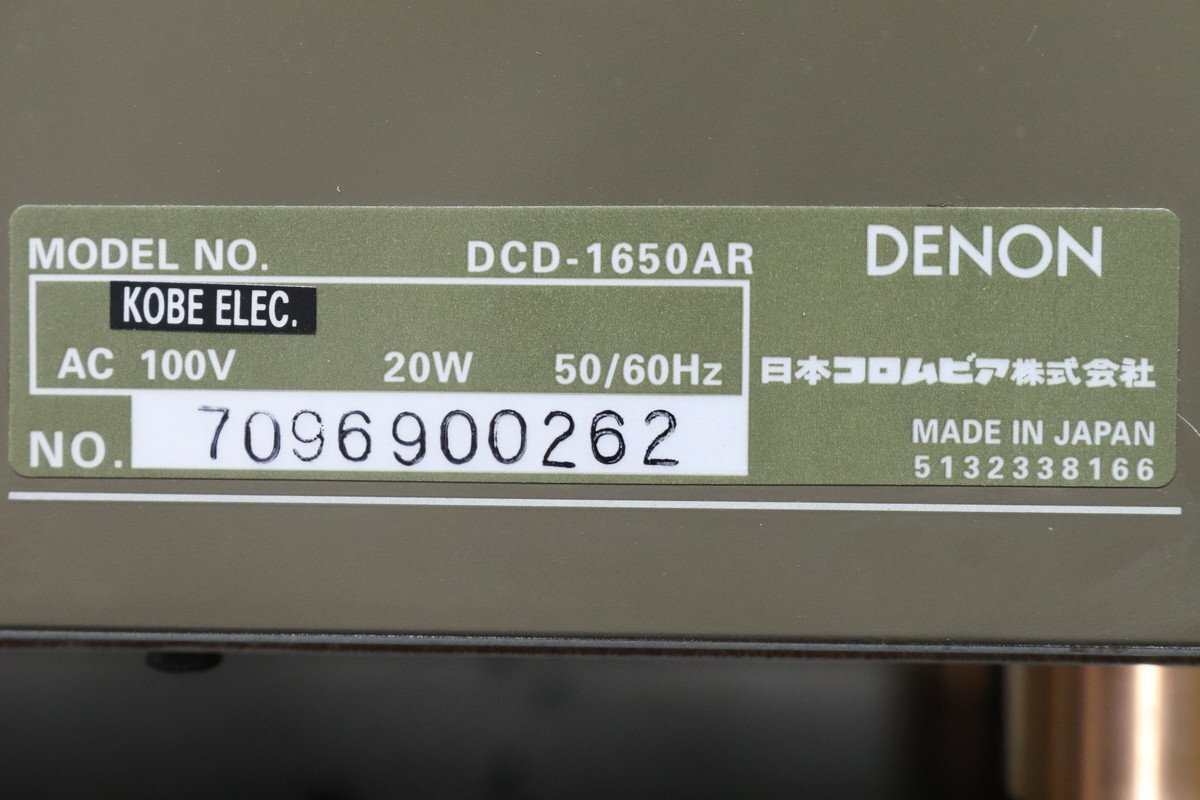 MODEL NO. DCD-1650AR DENON
KOBE ELEC.
AC 100V 20W 50/60Hz 日本コロムビア株式会社
NO. 7096900262 MADE IN JAPAN
5132338166